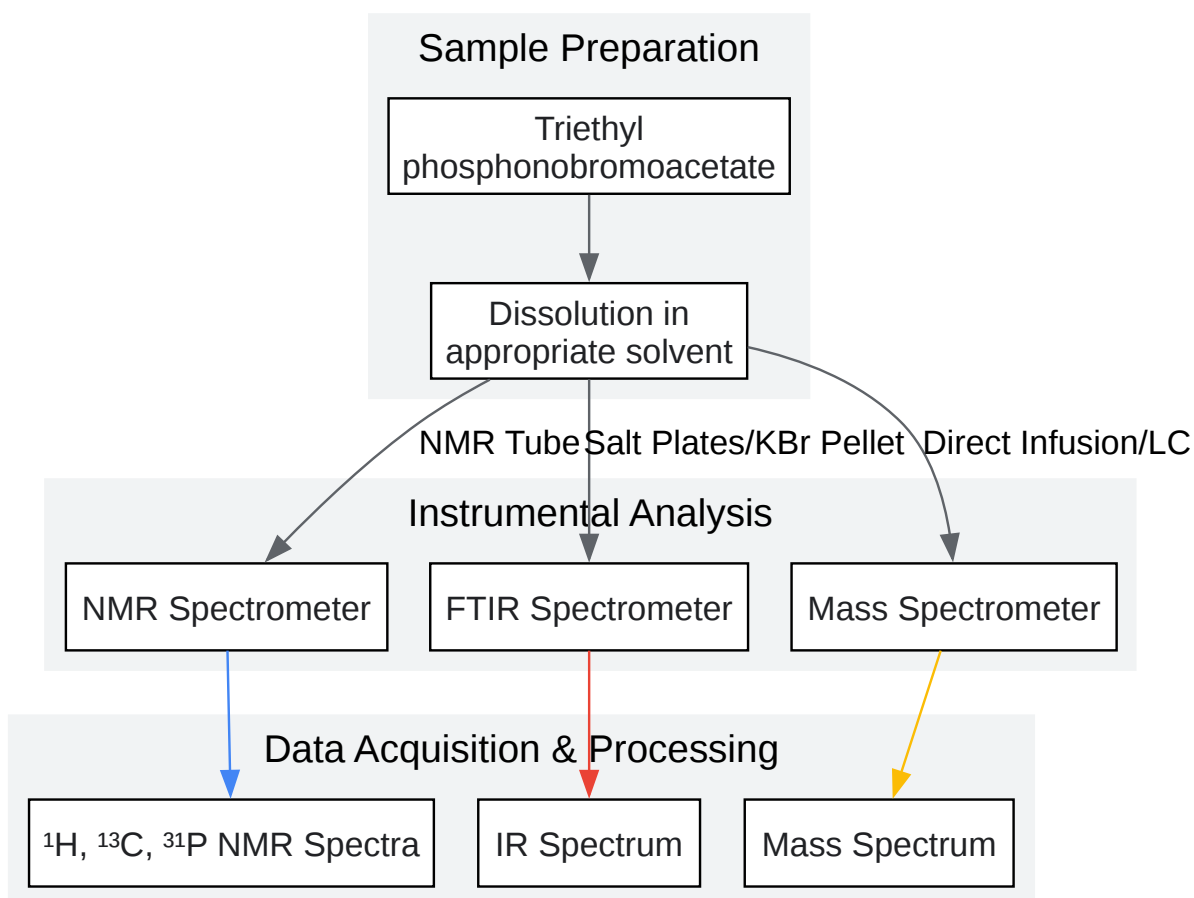 Sample Preparation
Triethyl
phosphonobromoacetate
Dissolution in
appropriate solvent
NMR Tube
Salt Plates/KBr Pellet
Direct Infusion/LC
Instrumental Analysis
NMR Spectrometer
FTIR Spectrometer
Mass Spectrometer
Data Acquisition & Processing
¹H, ¹³C, ³¹P NMR Spectra
IR Spectrum
Mass Spectrum